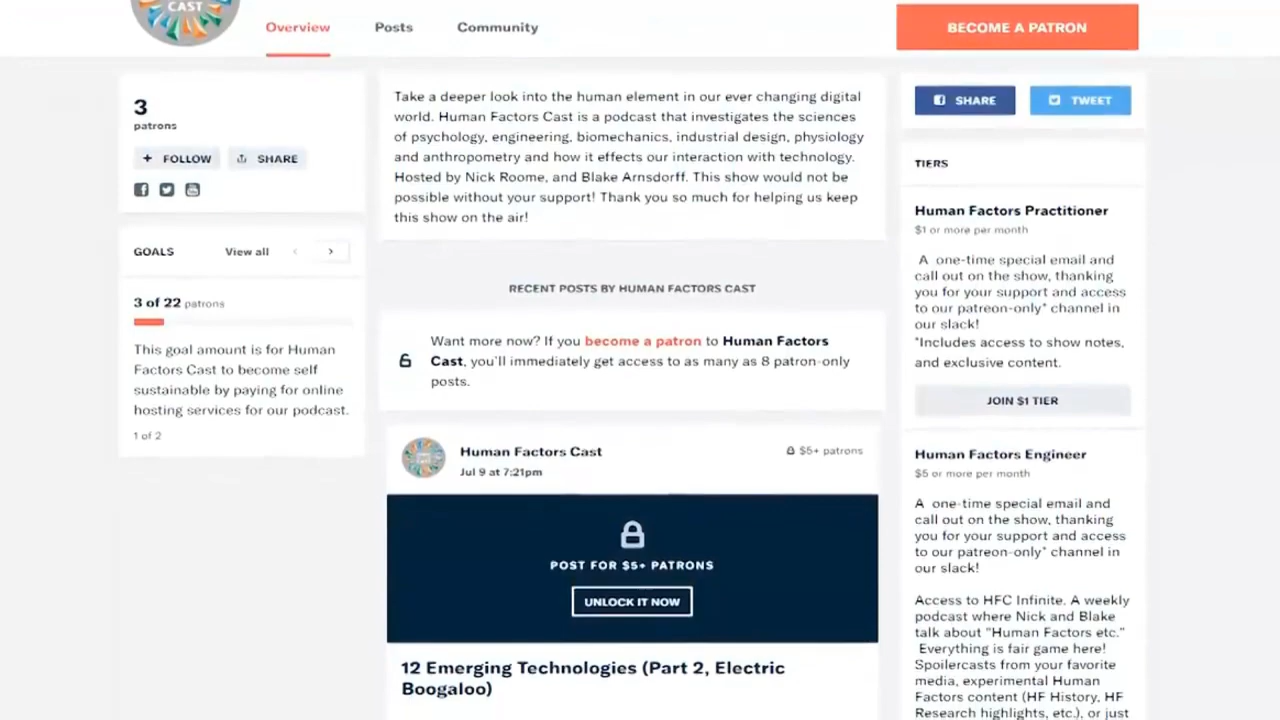 CAST
Overview
Posts
Community
BECOME A PATRON
3
patrons
+ FOLLOW
SHARE
GOALS
View all
3 of 22 patrons
This goal amount is for Human
Factors Cast to become self
sustainable by paying for online
hosting services for our podcast.
1 of 2
Take a deeper look into the human element in our ever changing digital
world. Human Factors Cast is a podcast that investigates the sciences
of psychology, engineering, biomechanics, industrial design, physiology
and anthropometry and how it effects our interaction with technology.
Hosted by Nick Roome, and Blake Arnsdorff. This show would not be
possible without your support! Thank you so much for helping us keep
this show on the air!
RECENT POSTS BY HUMAN FACTORS CAST
Want more now? If you become a patron to Human Factors
Cast, you'll immediately get access to as many as 8 patron-only
posts.
Human Factors Cast
Jul 9 at 7:21pm
$5+ patrons
POST FOR $5+ PATRONS
UNLOCK IT NOW
12 Emerging Technologies (Part 2, Electric
Boogaloo)
SHARE
TWEET
TIERS
Human Factors Practitioner
$1 or more per month
A one-time special email and
call out on the show, thanking
you for your support and access
to our patreon-only* channel in
our slack!
*Includes access to show notes,
and exclusive content.
JOIN $1 TIER
Human Factors Engineer
$5 or more per month
A one-time special email and
call out on the show, thanking
you for your support and access
to our patreon-only* channel in
our slack!
Access to HFC Infinite. A weekly
podcast where Nick and Blake
talk about "Human Factors etc."
Everything is fair game here!
Spoilercasts from your favorite
media, experimental Human
Factors content (HF History, HF
Research highlights, etc.), or just